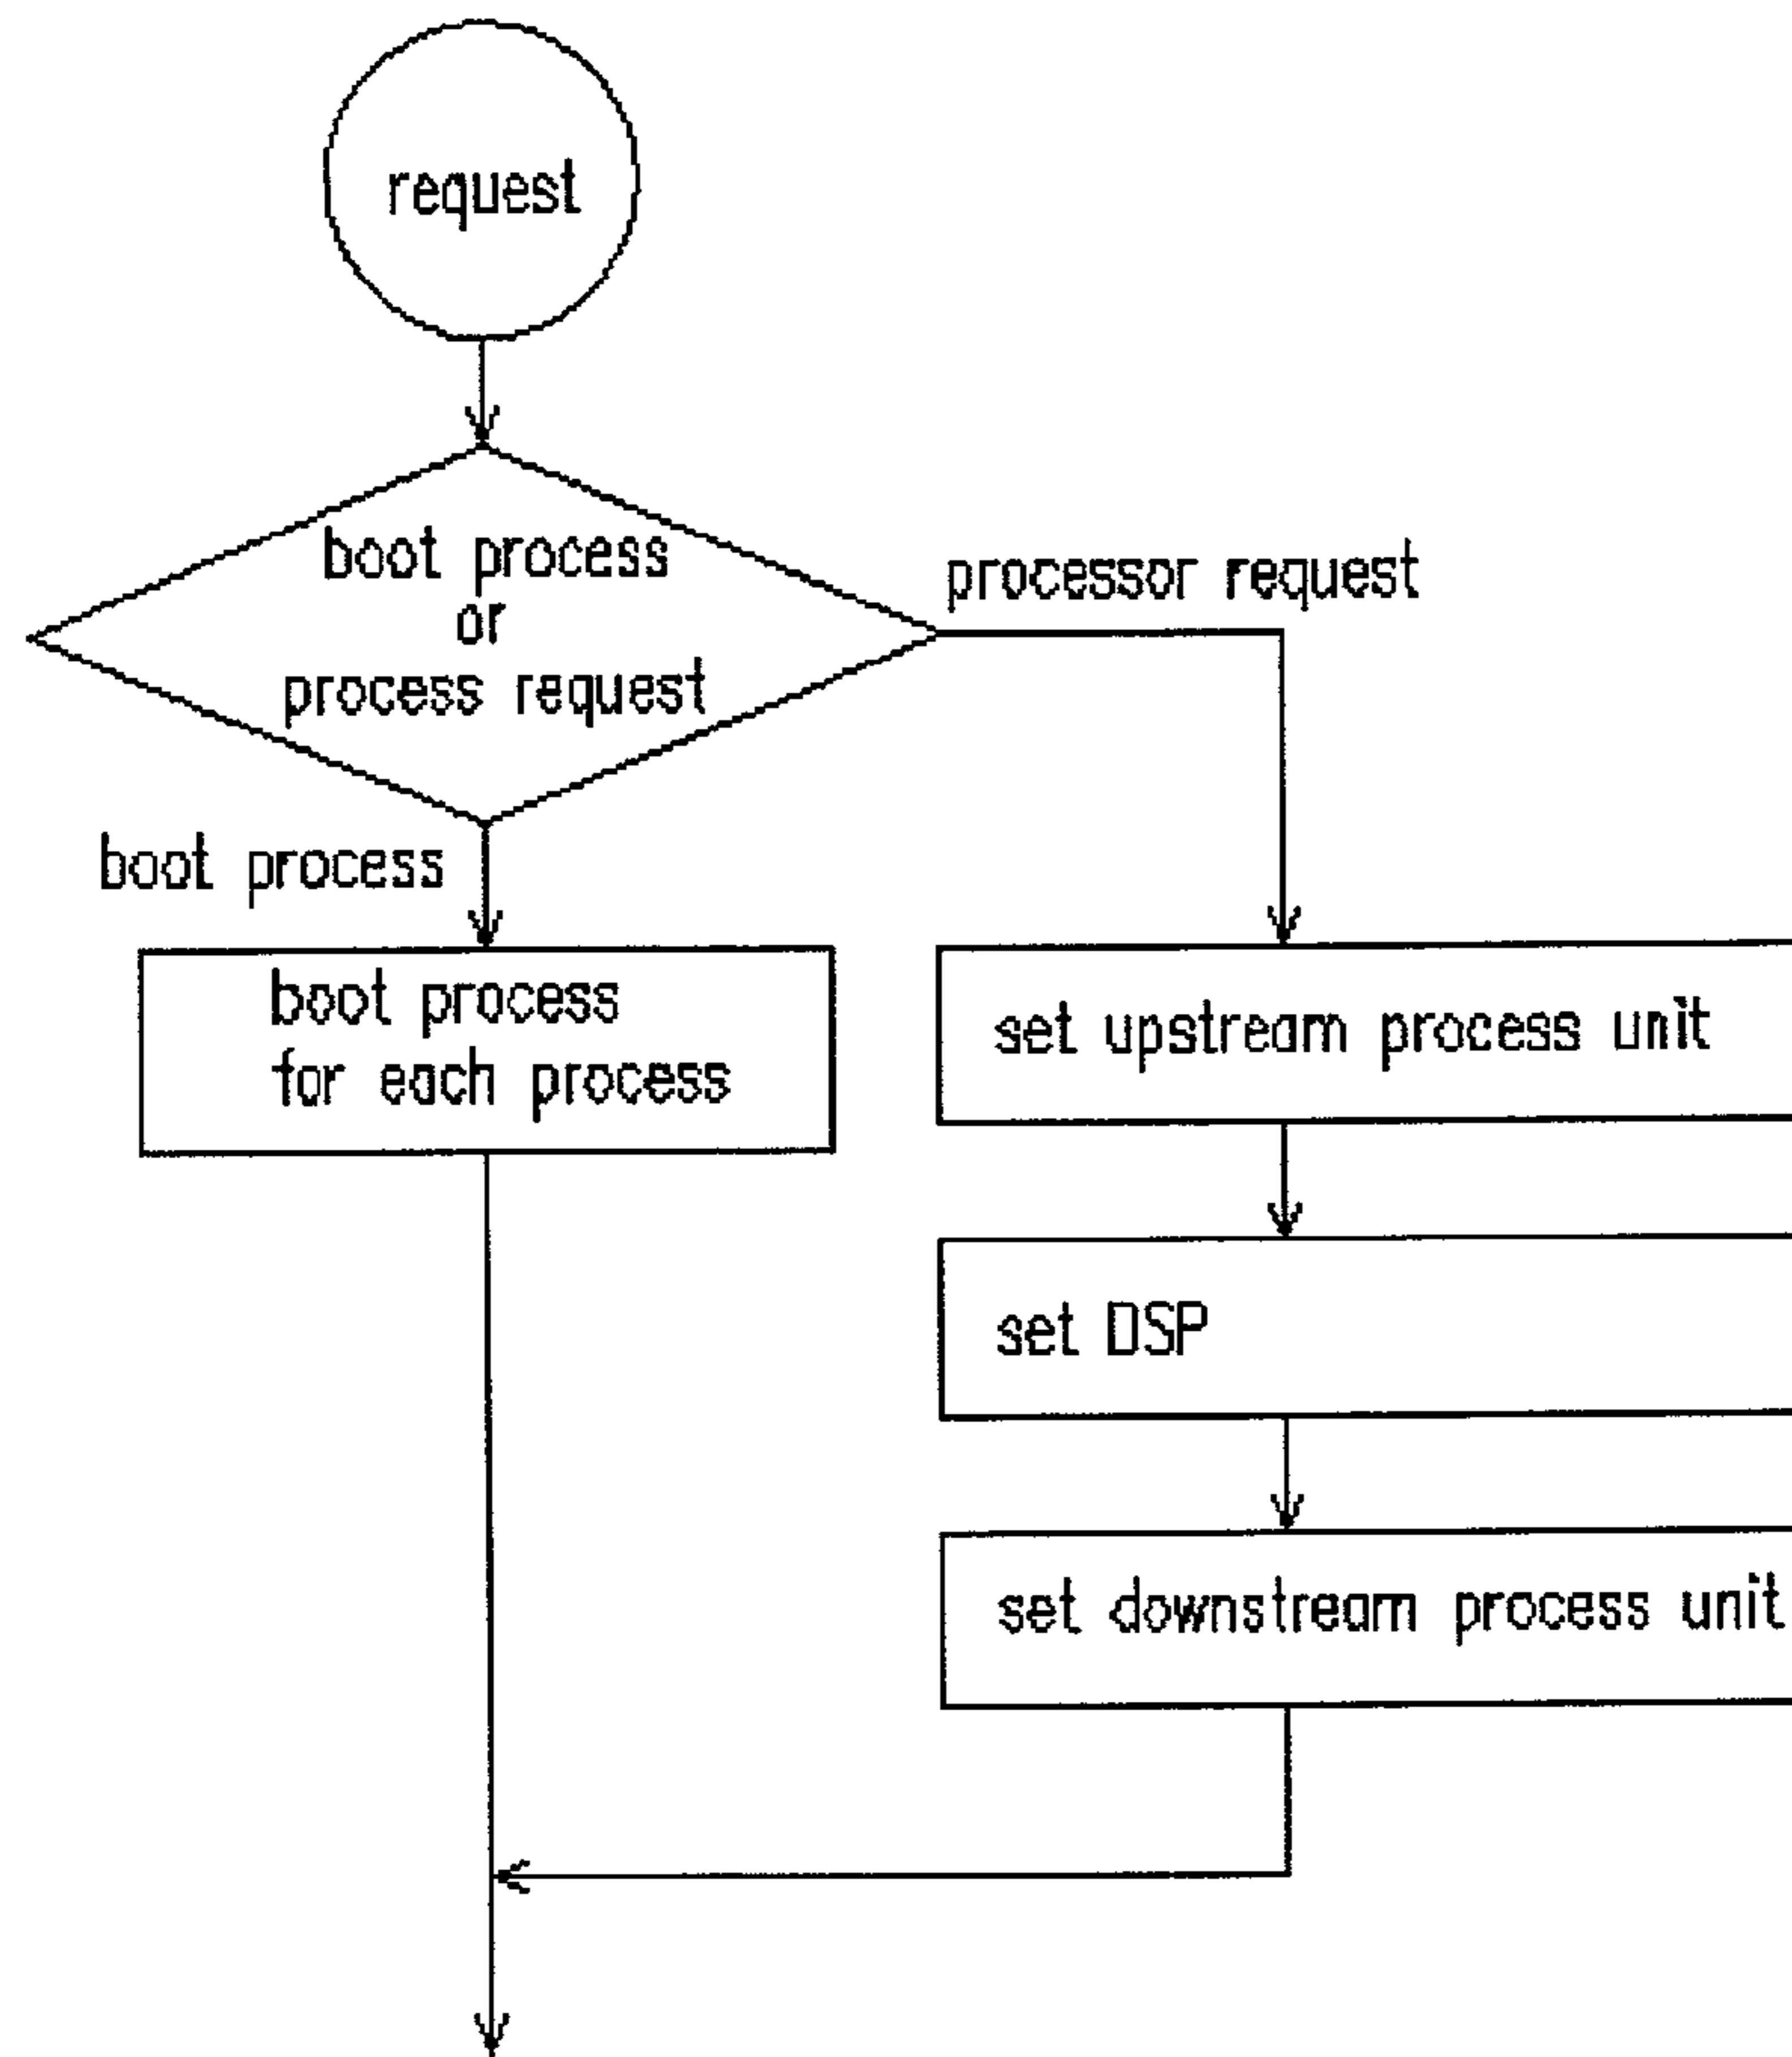 request
boot process
or
process request
processor request
boot process
boot process
for each process
set upstream process unit
set DSP
set downstream process unit